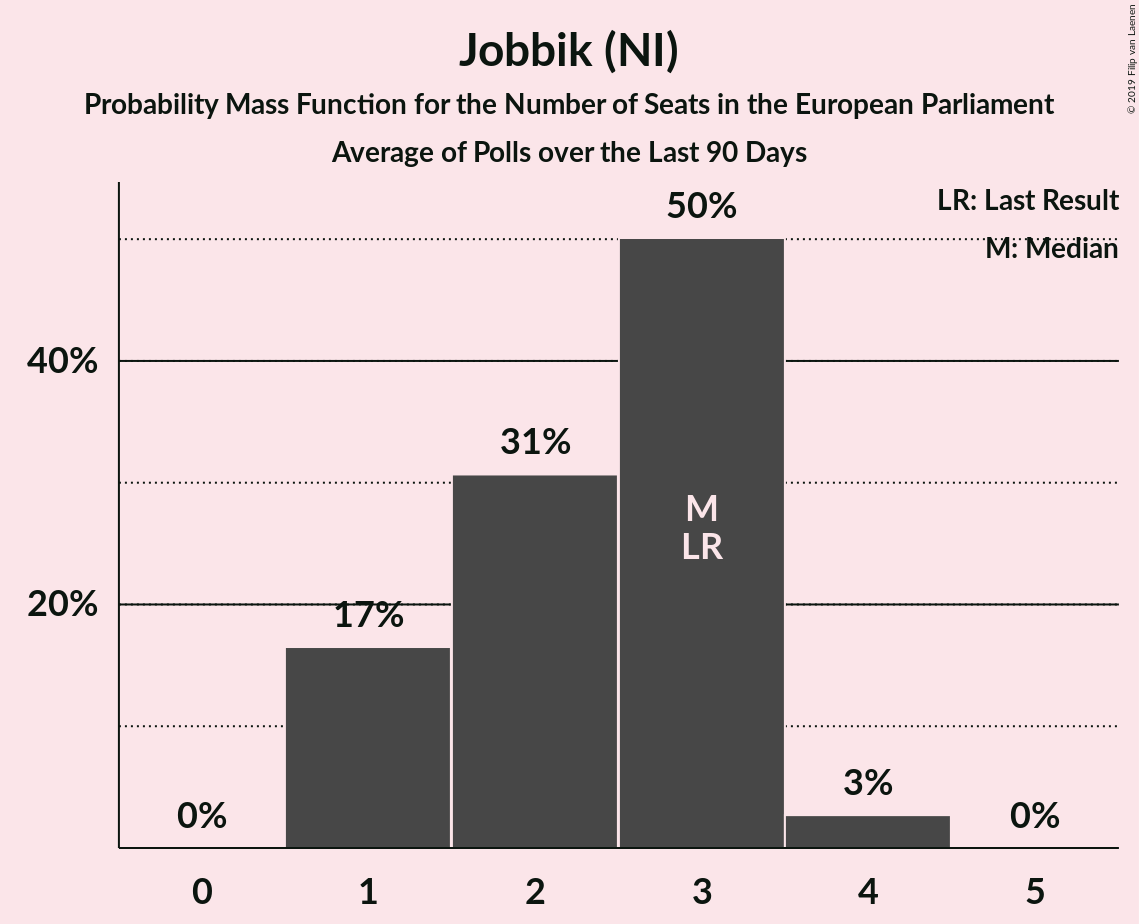 Jobbik (NI)
Probability Mass Function for the Number of Seats in the European Parliament
Average of Polls over the Last 90 Days
© 2019 Filip van Laenen
LR: Last Result
M: Median
50%
40%
31%
M
LR
20%
17%
3%
0%
0%
0 1 2 3 4 5